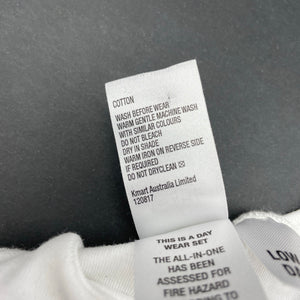 COTTON
WASH BEFORE WEAR
WARM GENTLE MACHINE WASH
WITH SIMILAR COLOURS
DO NOT BLEACH
DRY IN SHADE
WARM IRON ON REVERSE SIDE
IF REQUIRED
DO NOT DRYCLEAN
Kmart Australia Limited
120817
THIS IS A DAY
WEAR SET
THE ALL-IN-ONE
HAS BEEN
ASSESSED FOR
FIRE HAZARD
LOW